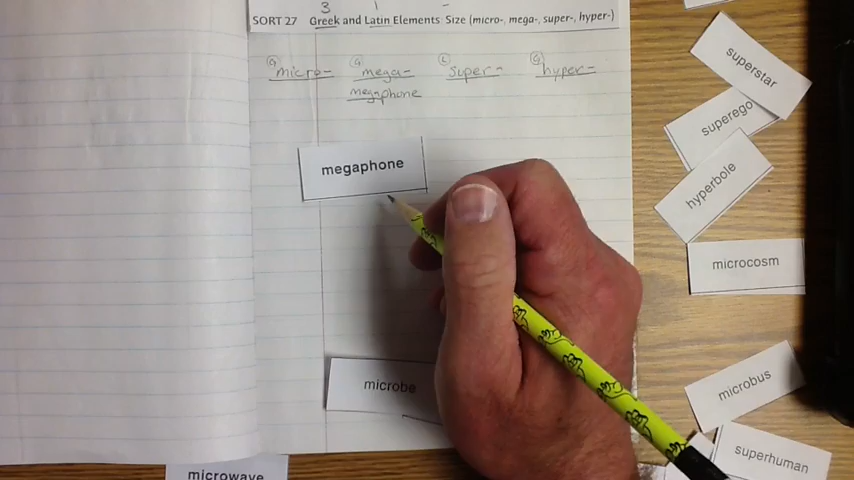 3 1
SORT 27 Greek and Latin Elements: Size (micro-, mega-, super-, hyper-)
G micro- G mega- L super- G hyper-
megaphone
megaphone
microbe
microwave
superstar
superego
hyperbole
microcosm
microbus
superhuman